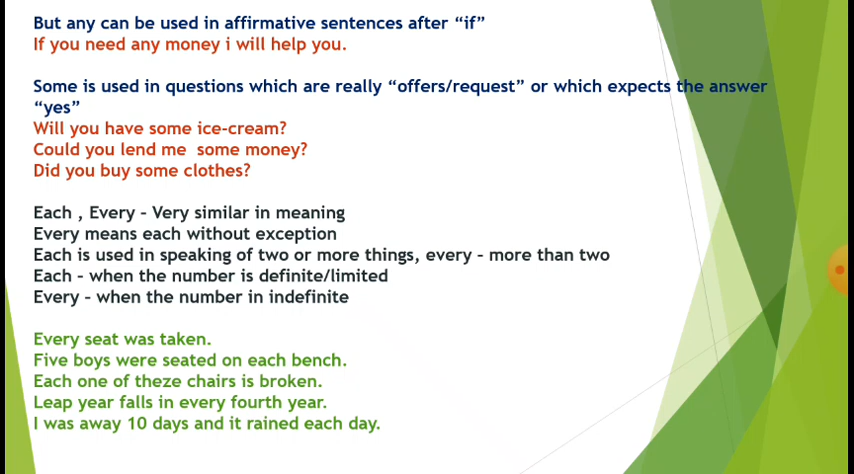 But any can be used in affirmative sentences after “if”
If you need any money i will help you.
Some is used in questions which are really “offers/request” or which expects the answer
“yes”
Will you have some ice-cream?
Could you lend me  some money?
Did you buy some clothes?
Each , Every – Very similar in meaning
Every means each without exception
Each is used in speaking of two or more things, every – more than two
Each – when the number is definite/limited
Every – when the number in indefinite
Every seat was taken.
Five boys were seated on each bench.
Each one of theze chairs is broken.
Leap year falls in every fourth year.
I was away 10 days and it rained each day.